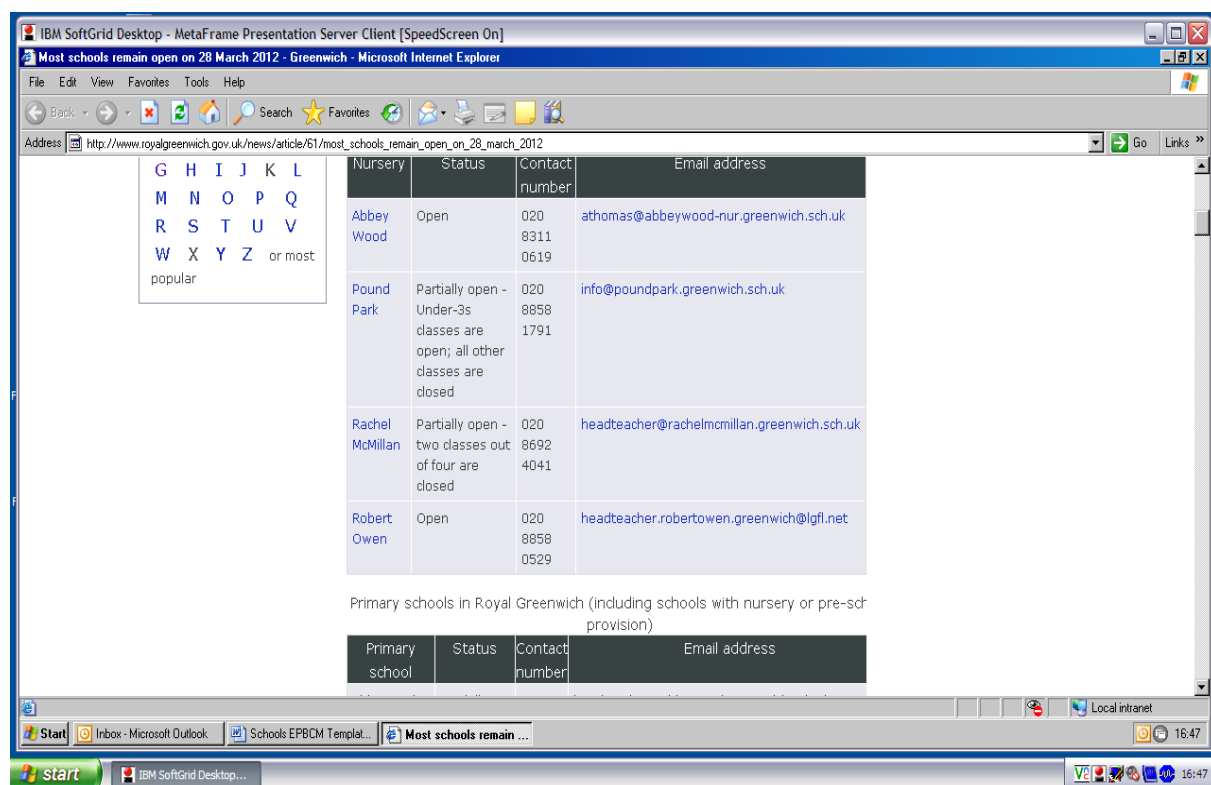 IBM SoftGrid Desktop - MetaFrame Presentation Server Client [SpeedScreen On]
Most schools remain open on 28 March 2012 - Greenwich - Microsoft Internet Explorer
File Edit View Favorites Tools Help
Back Search Favorites
Address http://www.royalgreenwich.gov.uk/news/article/61/most_schools_remain_open_on_28_march_2012 Go Links »
G H I J K L
M N O P Q
R S T U V
W X Y Z or most
popular
Nursery Status Contact Email address
number
Abbey Open 020 athomas@abbeywood-nur.greenwich.sch.uk
Wood 8311
0619
Pound Partially open - 020 info@poundpark.greenwich.sch.uk
Park Under-3s 8858
classes are 1791
open; all other
classes are
closed
Rachel Partially open - 020 headteacher@rachelmcmillan.greenwich.sch.uk
McMillan two classes out 8692
of four are 4041
closed
Robert Open 020 headteacher.robertowen.greenwich@lgfl.net
Owen 8858
0529
Primary schools in Royal Greenwich (including schools with nursery or pre-sch
provision)
Primary Status Contact Email address
school number
Local intranet
Start Inbox - Microsoft Outlook Schools EPBCM Templat... Most schools remain ... 16:47
start IBM SoftGrid Desktop... V2 16:47